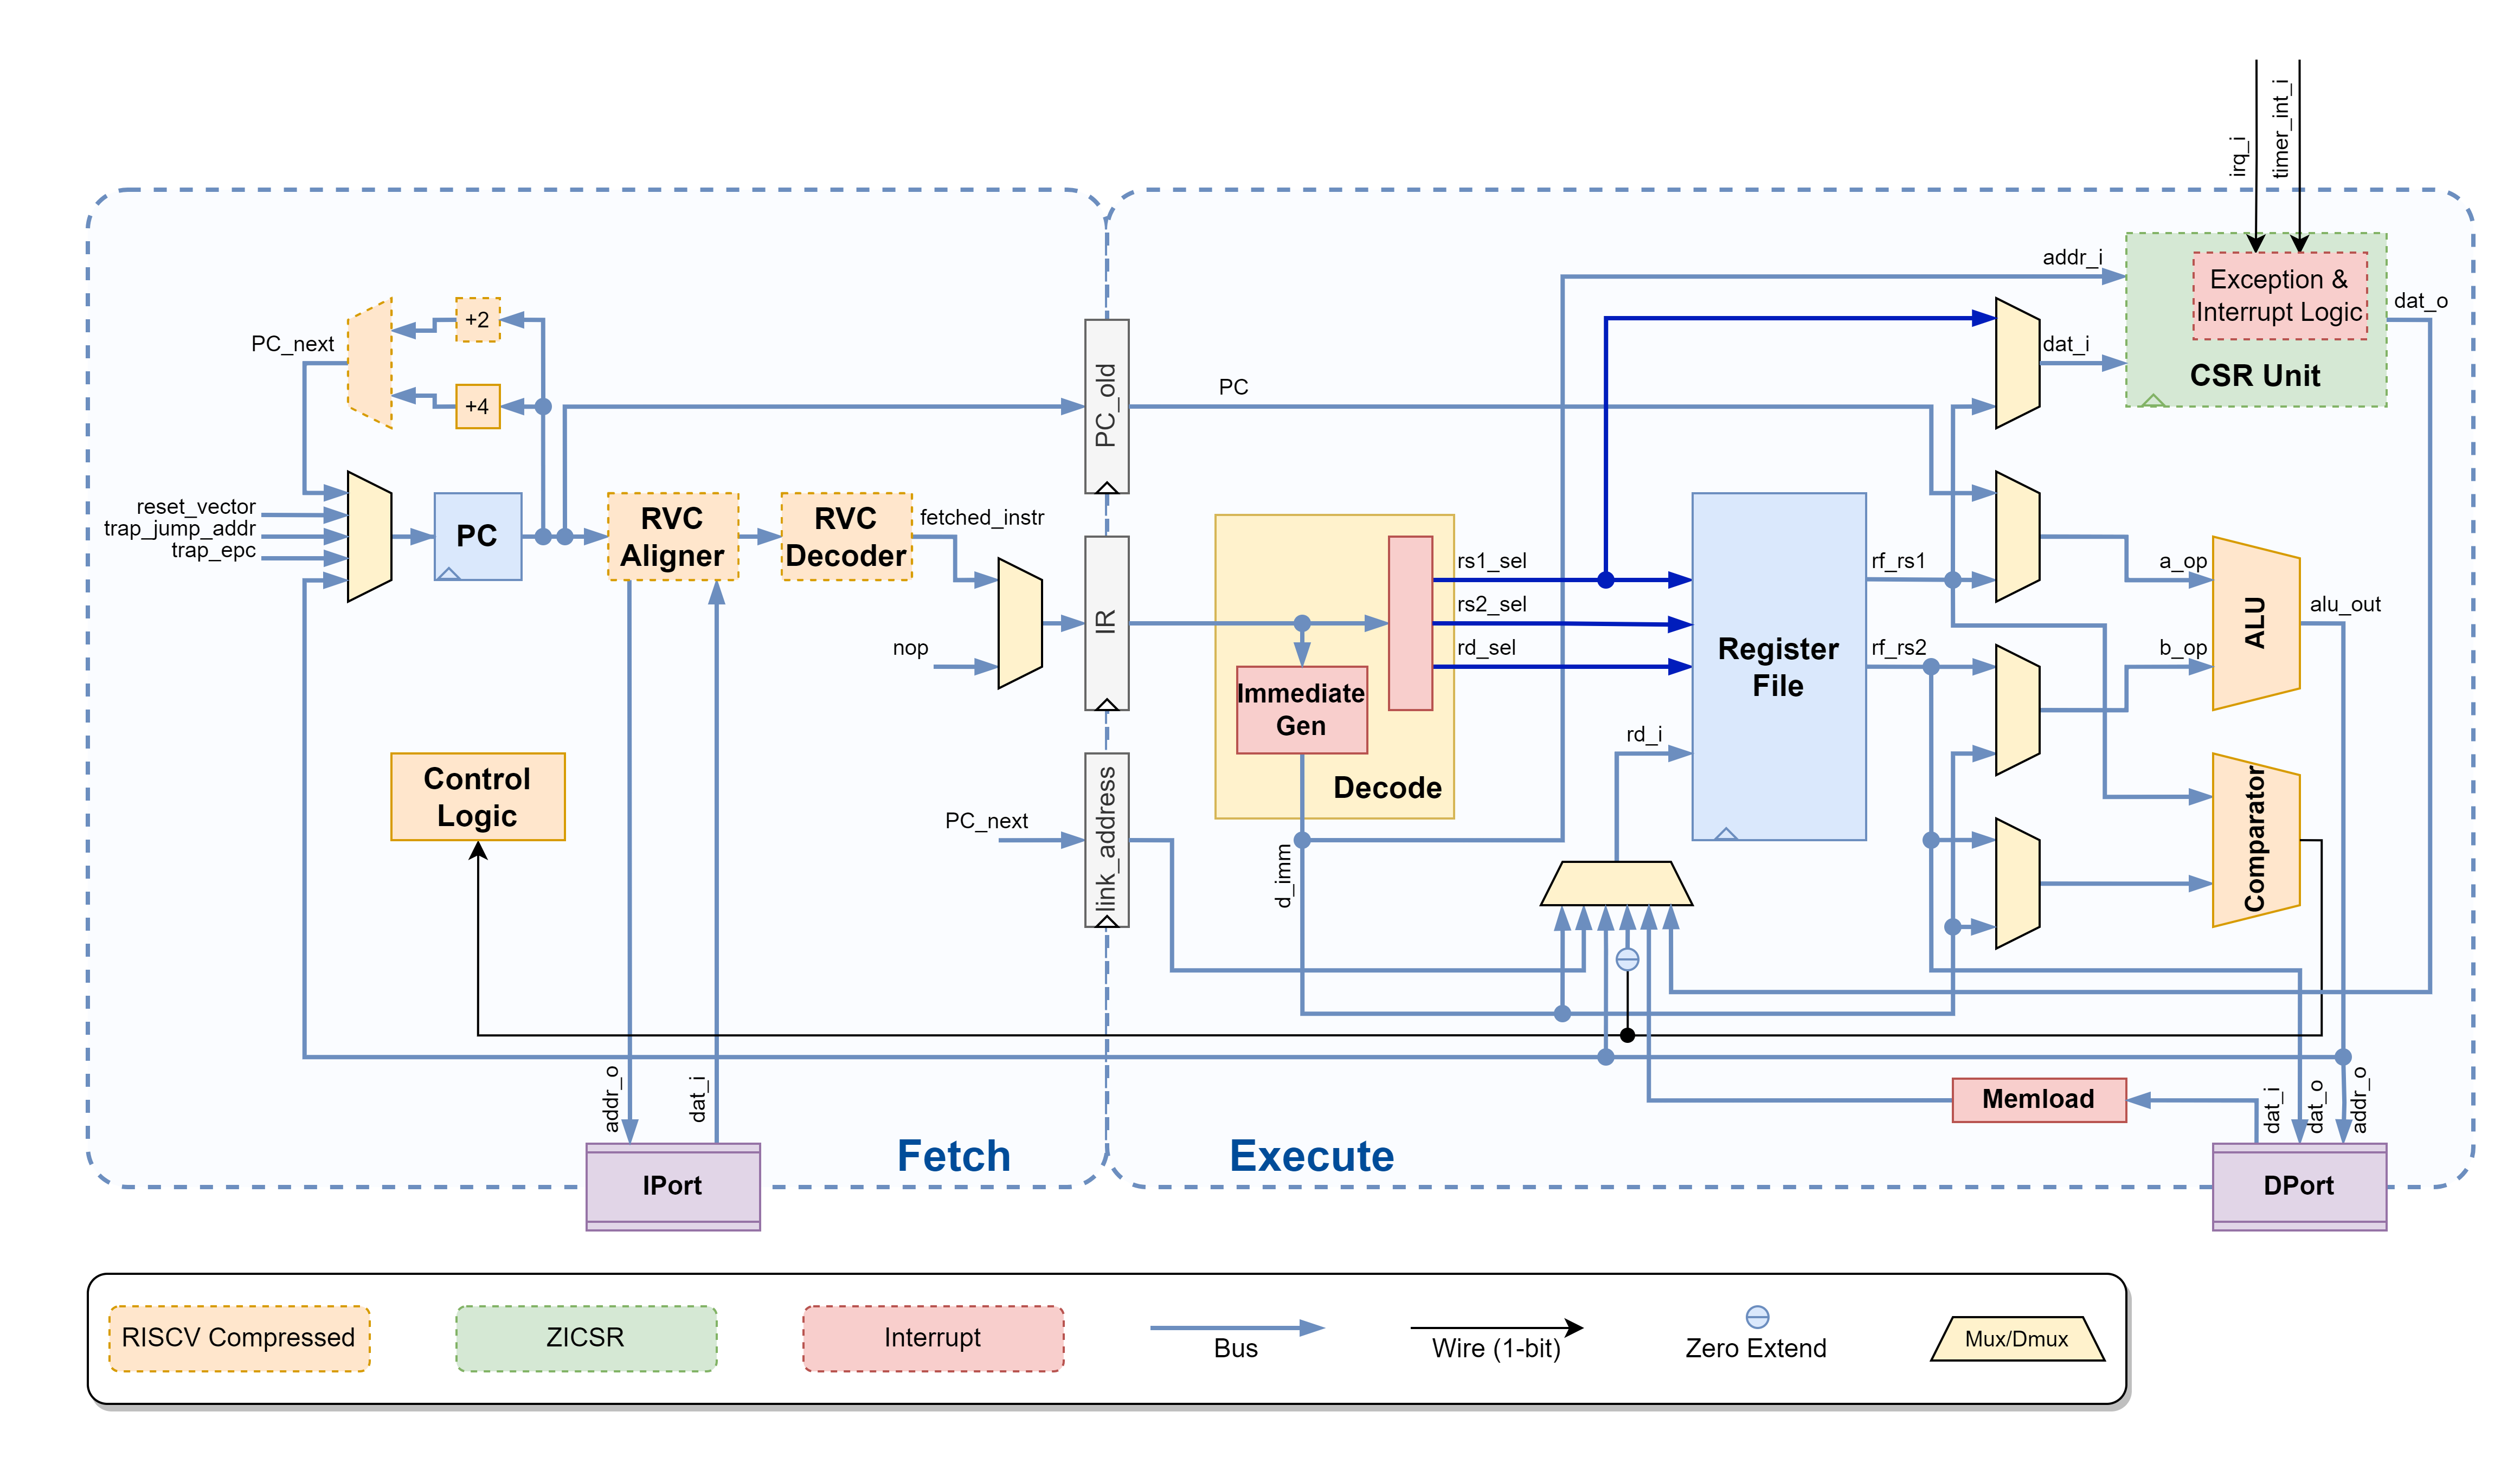 irq_i
timer_int_i
addr_i
Exception &
Interrupt Logic
dat_o
+2
PC_next
dat_i
CSR Unit
+4
PC_old
PC
reset_vector
trap_jump_addr
trap_epc
PC
RVC
Aligner
RVC
Decoder
fetched_instr
IR
rs1_sel
rs2_sel
rd_sel
rf_rs1
a_op
ALU
alu_out
nop
Immediate
Gen
Register
File
rf_rs2
b_op
rd_i
Control
Logic
Decode
PC_next
link_address
d_imm
Comparator
addr_o
dat_i
Memload
dat_i
dat_o
addr_o
Fetch
Execute
IPort
DPort
RISCV Compressed
ZICSR
Interrupt
Bus
Wire (1-bit)
Zero Extend
Mux/Dmux